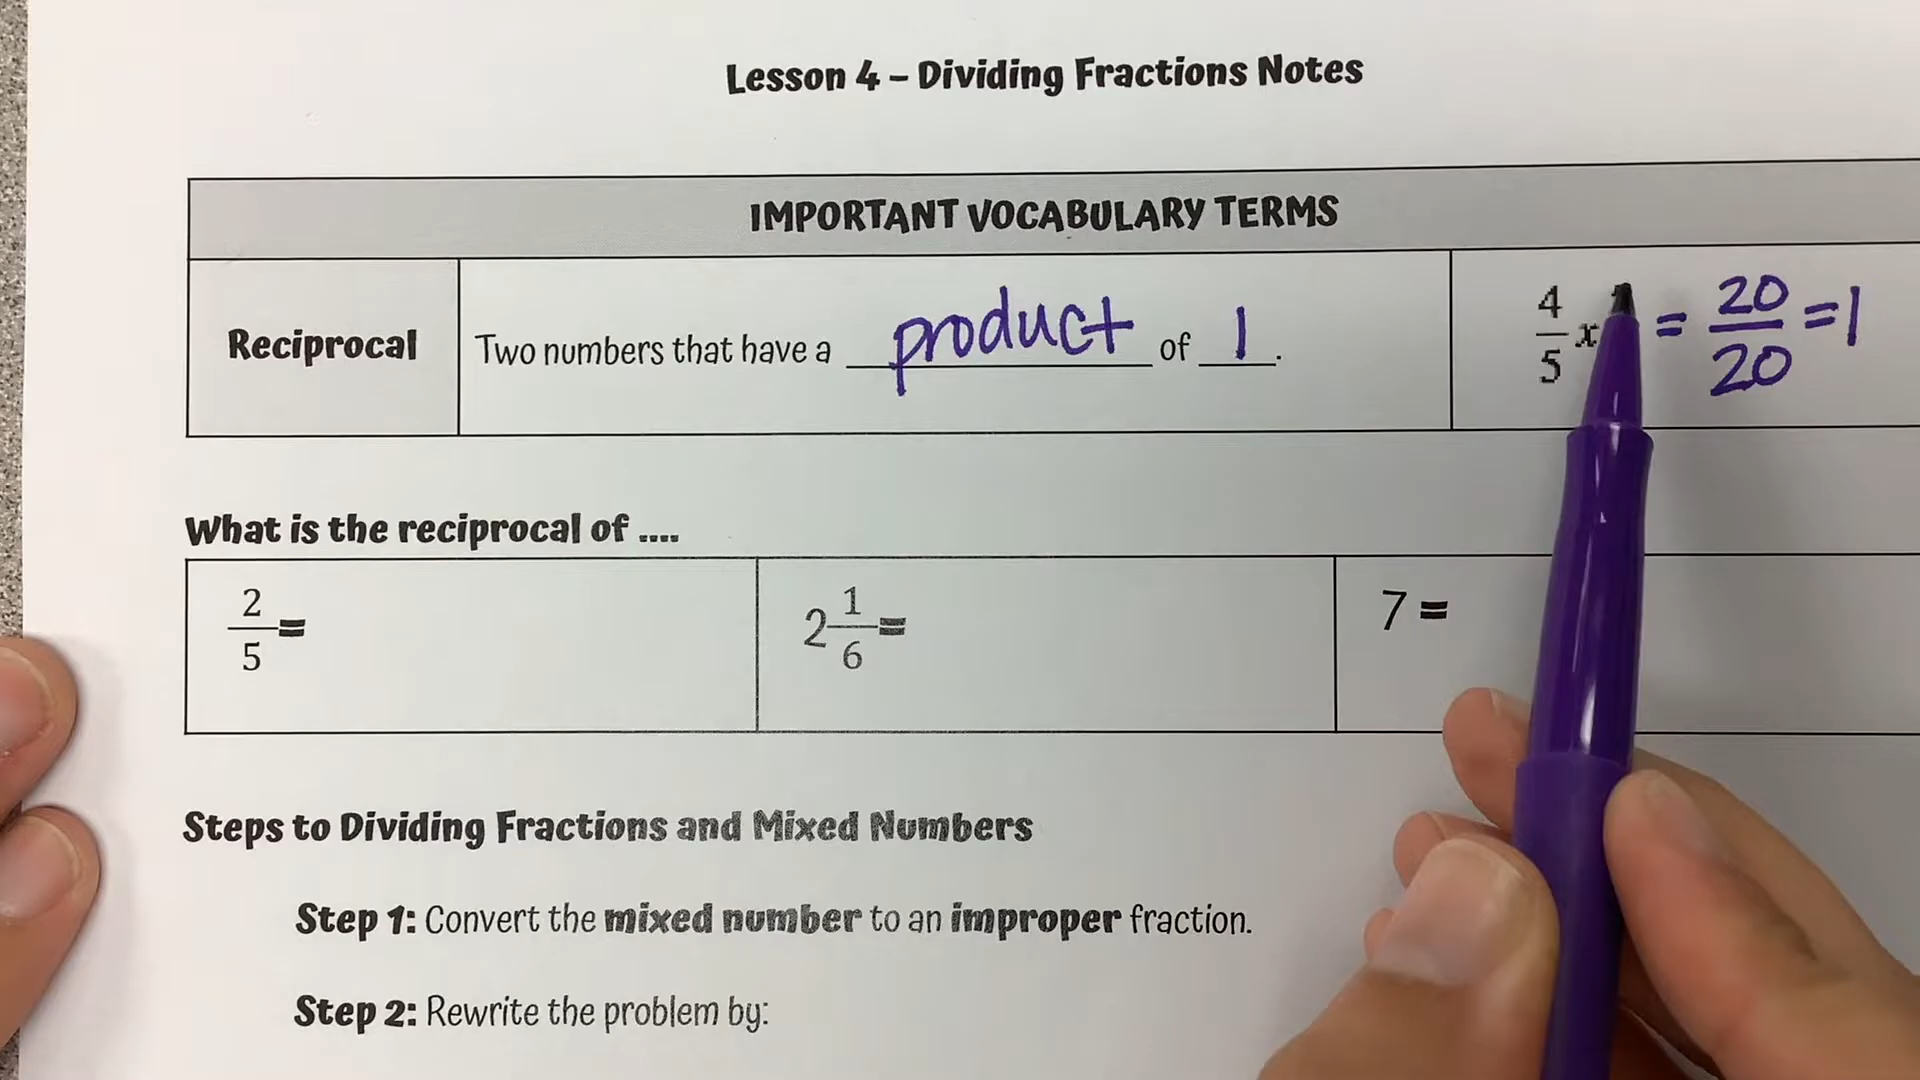 Lesson 4 – Dividing Fractions Notes
IMPORTANT VOCABULARY TERMS
Reciprocal
Two numbers that have a product of 1.
4/5 x = 20/20 = 1
What is the reciprocal of ....
2/5 =
2 1/6 =
7 =
Steps to Dividing Fractions and Mixed Numbers
Step 1: Convert the mixed number to an improper fraction.
Step 2: Rewrite the problem by: